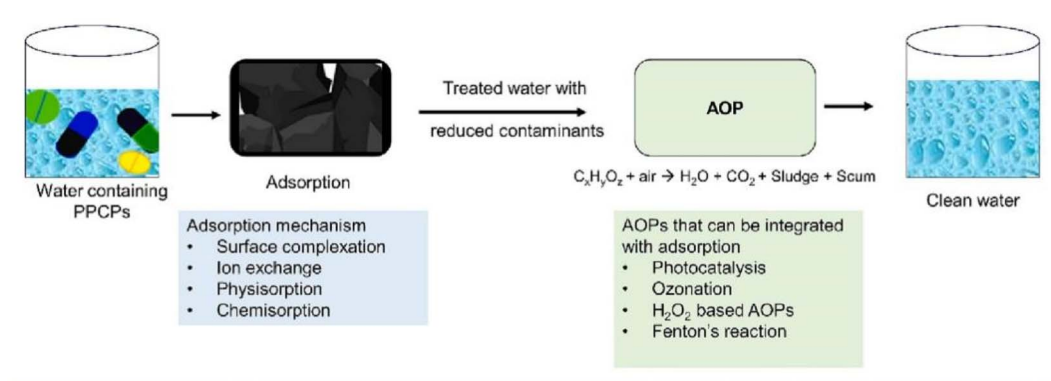 Water containing
PPCPs
Adsorption
Treated water with
reduced contaminants
AOP
CxHyOz + air → H2O + CO2 + Sludge + Scum
Clean water
Adsorption mechanism
• Surface complexation
• Ion exchange
• Physisorption
• Chemisorption
AOPs that can be integrated
with adsorption
• Photocatalysis
• Ozonation
• H2O2 based AOPs
• Fenton's reaction